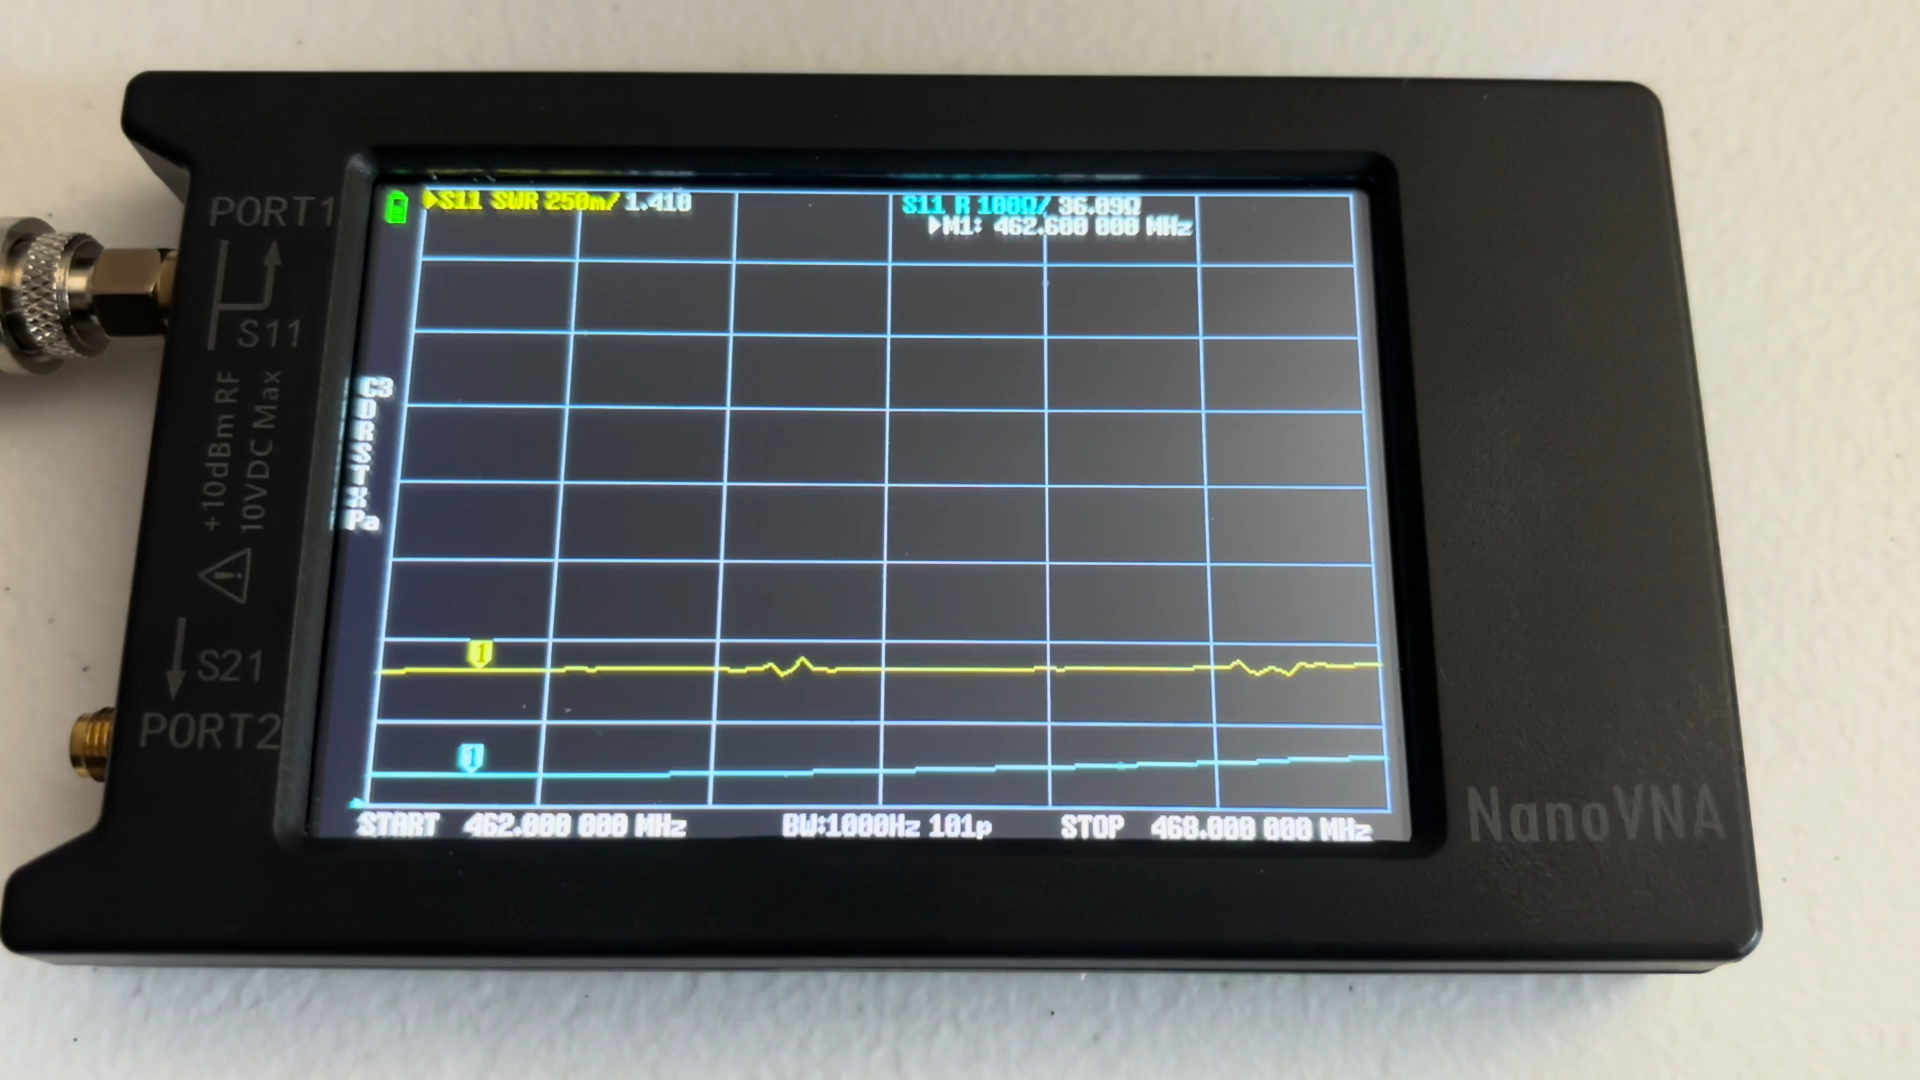 PORT1
S11
+10dBm RF
10VDC Max
S21
PORT2
▶S11 SWR 250m/ 1.410
S11 R 100Ω/ 36.09Ω
▶M1: 462.600 000 MHz
C3
D
R
S
T
X
Pa
1
1
START 462.000 000 MHz
BW:1000Hz 101p
STOP 468.000 000 MHz
NanoVNA